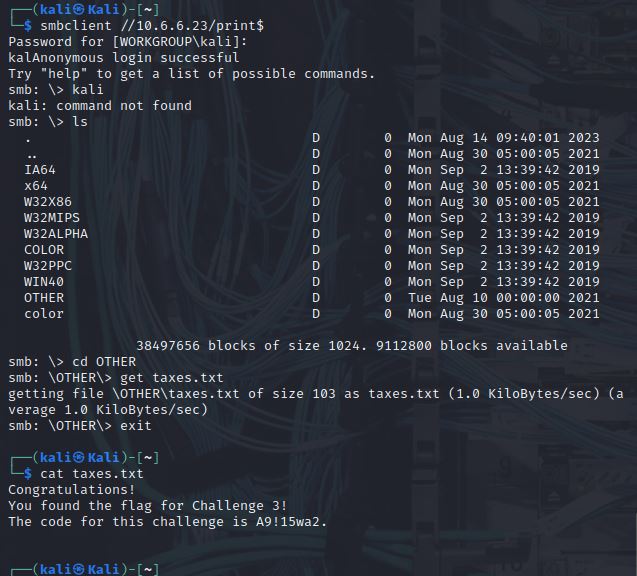 ┌──(kali㉿Kali)-[~]
└─$ smbclient //10.6.6.23/print$
Password for [WORKGROUP\kali]:
kalAnonymous login successful
Try "help" to get a list of possible commands.
smb: \> kali
kali: command not found
smb: \> ls
. D 0 Mon Aug 14 09:40:01 2023
.. D 0 Mon Aug 30 05:00:05 2021
IA64 D 0 Mon Sep 2 13:39:42 2019
x64 D 0 Mon Aug 30 05:00:05 2021
W32X86 D 0 Mon Aug 30 05:00:05 2021
W32MIPS D 0 Mon Sep 2 13:39:42 2019
W32ALPHA D 0 Mon Sep 2 13:39:42 2019
COLOR D 0 Mon Sep 2 13:39:42 2019
W32PPC D 0 Mon Sep 2 13:39:42 2019
WIN40 D 0 Mon Sep 2 13:39:42 2019
OTHER D 0 Tue Aug 10 00:00:00 2021
color D 0 Mon Aug 30 05:00:05 2021
38497656 blocks of size 1024. 9112800 blocks available
smb: \> cd OTHER
smb: \OTHER\> get taxes.txt
getting file \OTHER\taxes.txt of size 103 as taxes.txt (1.0 KiloBytes/sec) (a
verage 1.0 KiloBytes/sec)
smb: \OTHER\> exit
┌──(kali㉿Kali)-[~]
└─$ cat taxes.txt
Congratulations!
You found the flag for Challenge 3!
The code for this challenge is A9!15wa2.
┌──(kali㉿Kali)-[~]